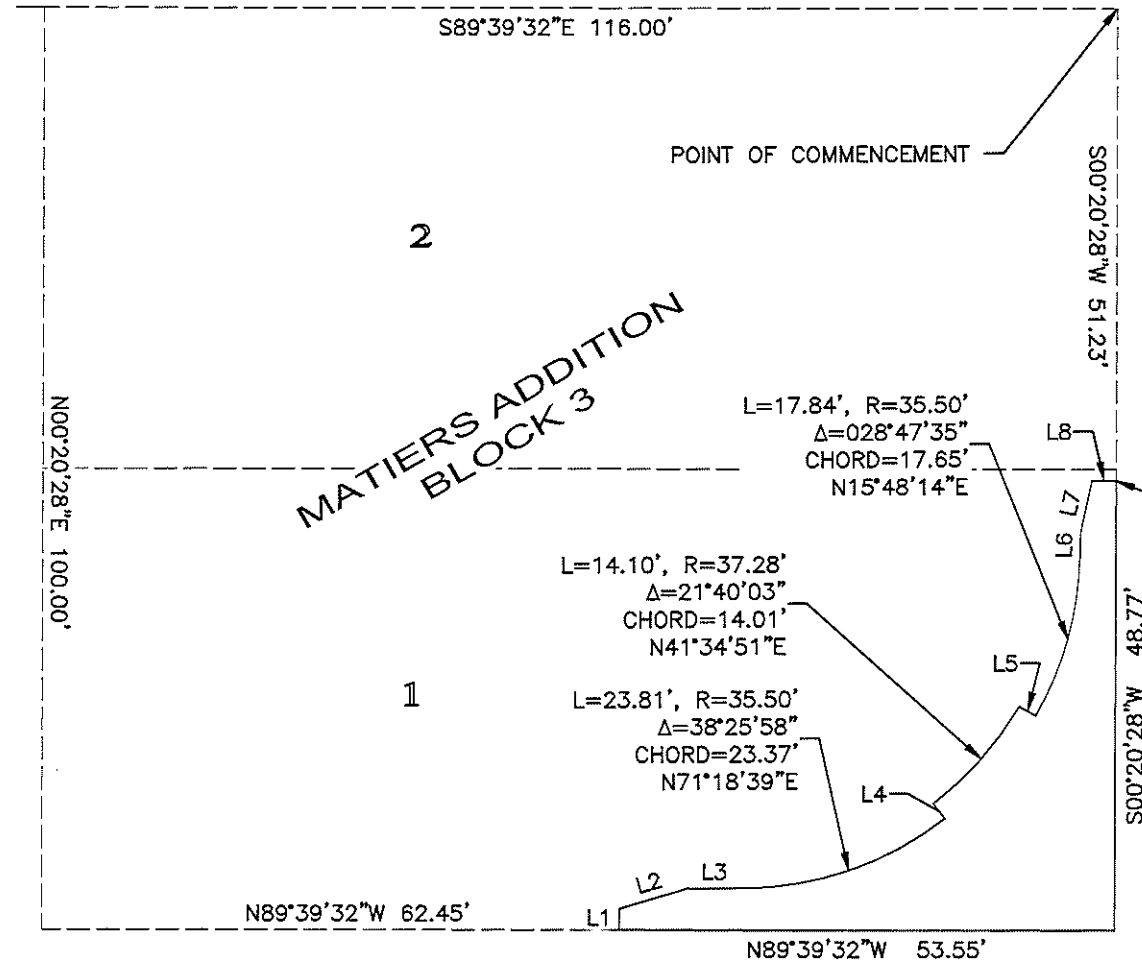 S89°39'32"E 116.00'
POINT OF COMMENCEMENT
S00°20'28"W 51.23'
2
MATIERS ADDITION
BLOCK 3
N00°20'28"E 100.00'
L=17.84', R=35.50'
Δ=028°47'35"
CHORD=17.65'
N15°48'14"E
L8
L7
L6
L=14.10', R=37.28'
Δ=21°40'03"
CHORD=14.01'
N41°34'51"E
S00°20'28"W 48.77'
L5
1
L=23.81', R=35.50'
Δ=38°25'58"
CHORD=23.37'
N71°18'39"E
L4
L3
L2
L1
N89°39'32"W 62.45'
N89°39'32"W 53.55'